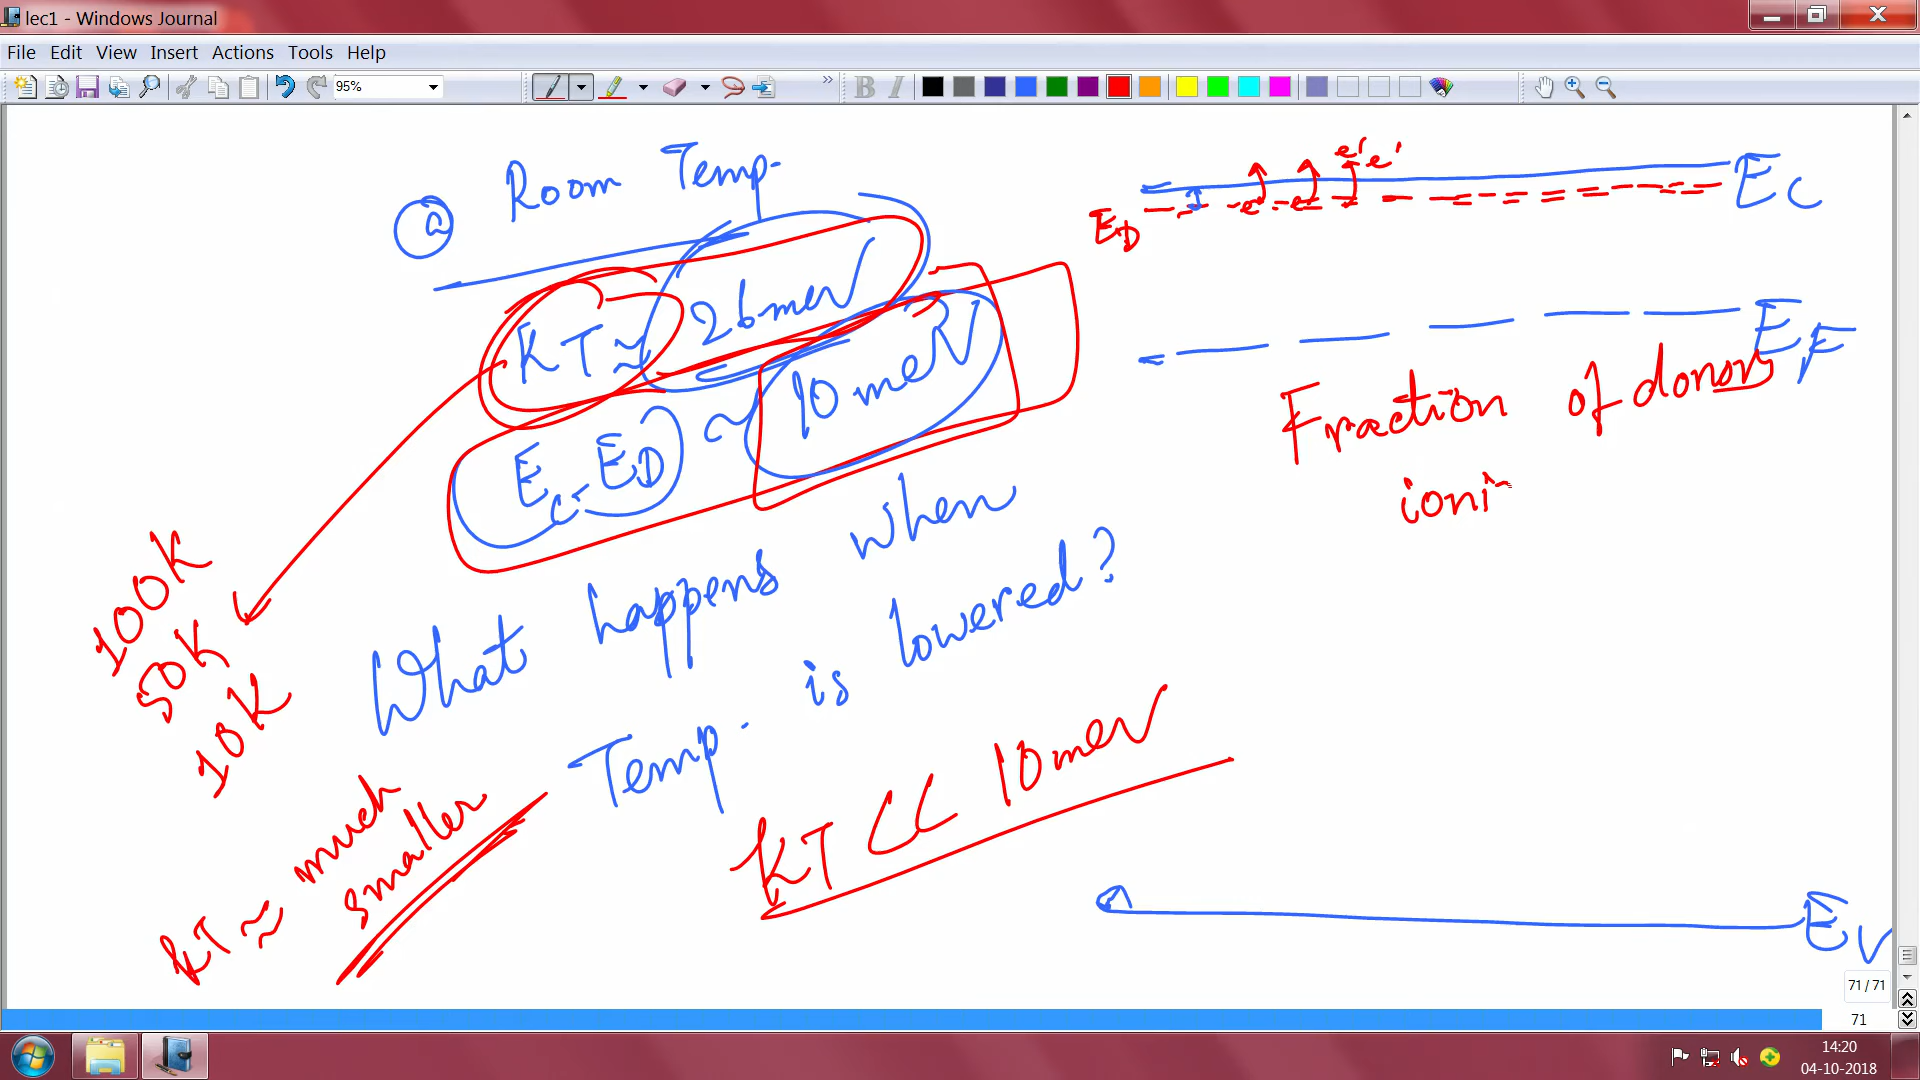 lec1 - Windows Journal
File Edit View Insert Actions Tools Help
95%
@ Room Temp.
KT ≈ 26meV
EC-ED ~ 10meV
What happens when
Temp. is lowered?
100K
50K
10K
KT ≈ much
smaller
KT << 10meV
e' e'
EC
ED
e e
EF
Fraction of donors
ioni
EV
71 / 71
71
14:20
04-10-2018